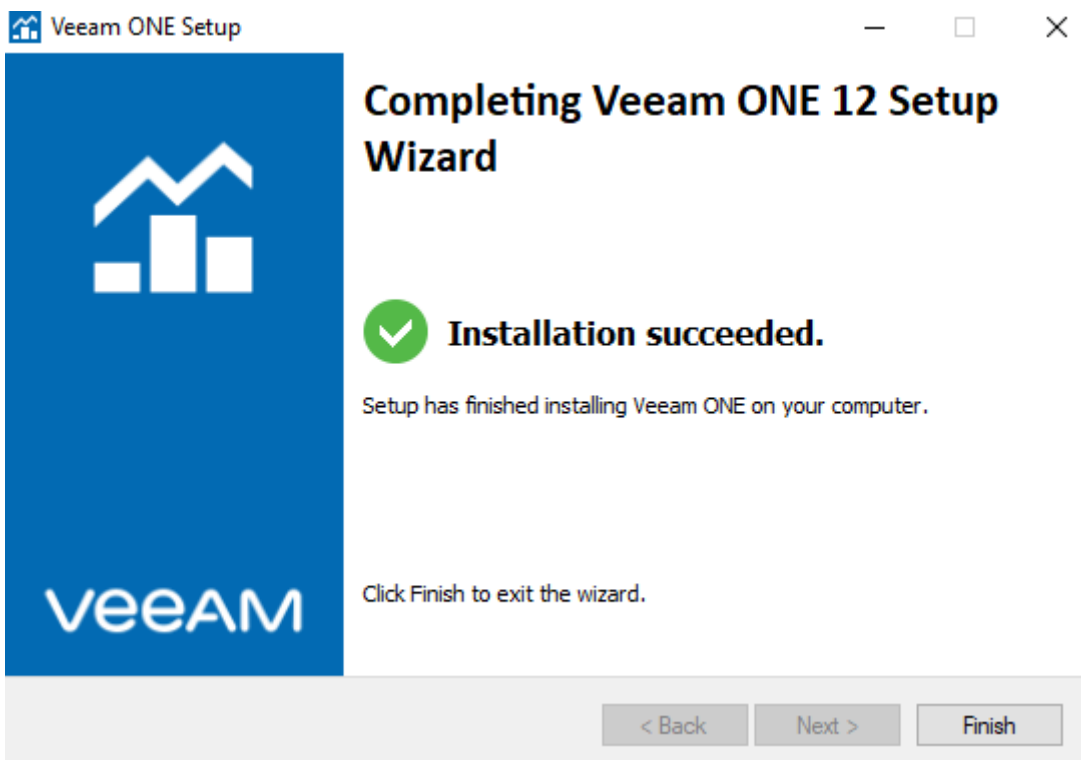 Veeam ONE Setup
Completing Veeam ONE 12 Setup
Wizard
Installation succeeded.
Setup has finished installing Veeam ONE on your computer.
Click Finish to exit the wizard.
veeAM
< Back
Next >
Finish